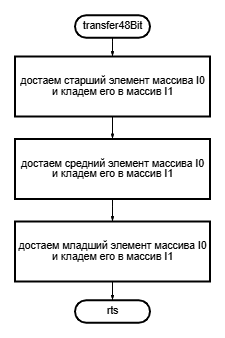 transfer48Bit
достаем старший элемент массива I0
и кладем его в массив I1
достаем средний элемент массива I0
и кладем его в массив I1
достаем младший элемент массива I0
и кладем его в массив I1
rts